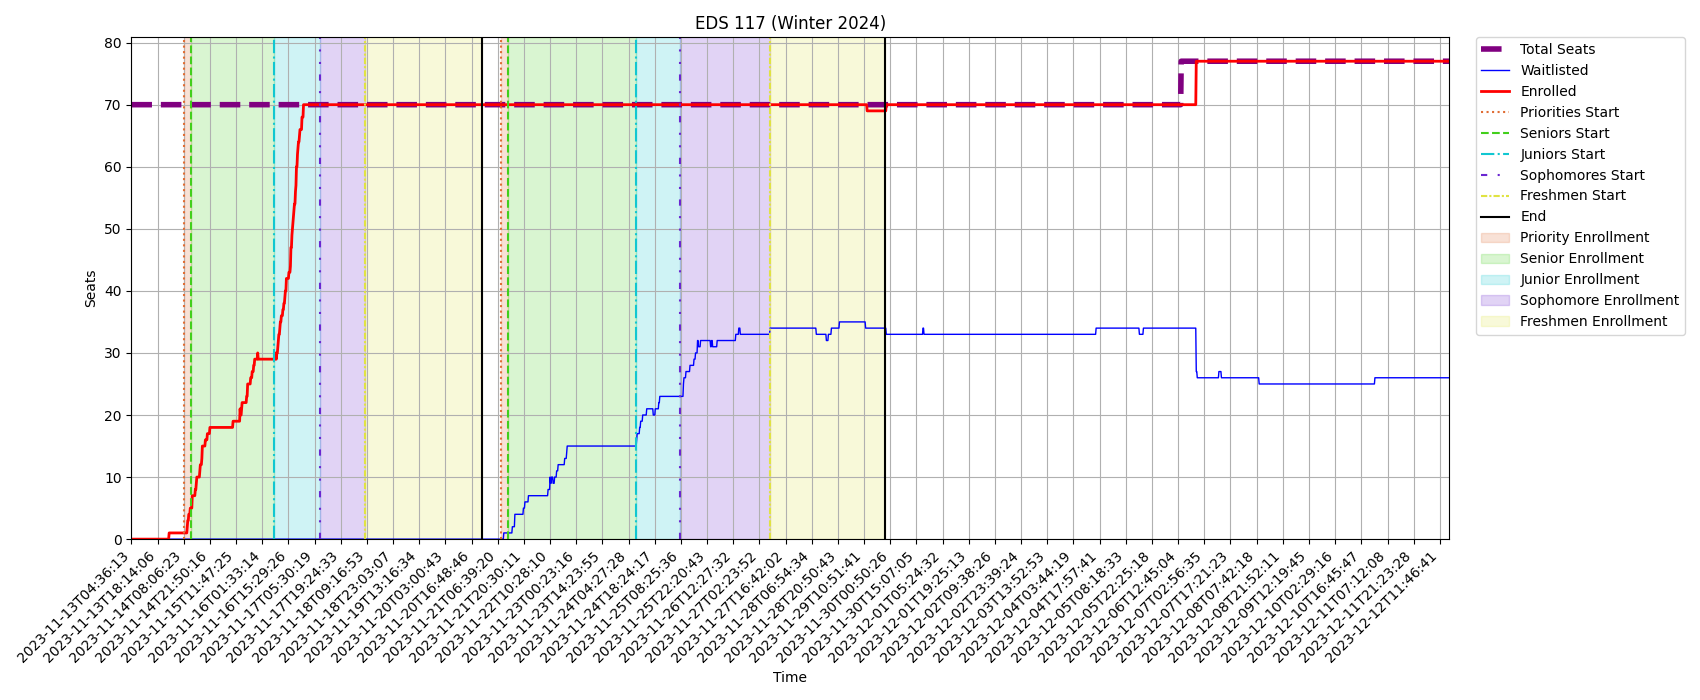 EDS 117 (Winter 2024)
80
70
60
50
40
30
20
10
0
Seats
2023-11-13T04:36:13
2023-11-13T18:14:06
2023-11-14T08:06:23
2023-11-14T21:50:16
2023-11-15T11:47:25
2023-11-16T01:33:14
2023-11-16T15:29:26
2023-11-17T05:30:19
2023-11-17T19:24:33
2023-11-18T09:16:53
2023-11-18T23:03:07
2023-11-19T13:16:34
2023-11-20T03:00:43
2023-11-20T16:48:46
2023-11-21T06:39:20
2023-11-21T20:30:11
2023-11-22T10:28:10
2023-11-23T00:23:16
2023-11-23T14:23:55
2023-11-24T04:27:28
2023-11-24T18:24:17
2023-11-25T08:25:36
2023-11-25T22:20:43
2023-11-26T12:27:32
2023-11-27T02:23:52
2023-11-27T16:42:02
2023-11-28T06:54:34
2023-11-28T20:50:43
2023-11-29T10:51:41
2023-11-30T00:50:26
2023-11-30T15:07:05
2023-12-01T05:24:32
2023-12-01T19:25:13
2023-12-02T09:38:26
2023-12-02T23:39:24
2023-12-03T13:52:53
2023-12-04T03:44:19
2023-12-04T17:57:41
2023-12-05T08:18:33
2023-12-05T22:25:18
2023-12-06T12:45:04
2023-12-07T02:56:35
2023-12-07T17:21:23
2023-12-08T07:42:18
2023-12-08T21:52:11
2023-12-09T12:19:45
2023-12-10T02:29:16
2023-12-10T16:45:47
2023-12-11T07:12:08
2023-12-11T21:23:28
2023-12-12T11:46:41
Time
Total Seats
Waitlisted
Enrolled
Priorities Start
Seniors Start
Juniors Start
Sophomores Start
Freshmen Start
End
Priority Enrollment
Senior Enrollment
Junior Enrollment
Sophomore Enrollment
Freshmen Enrollment